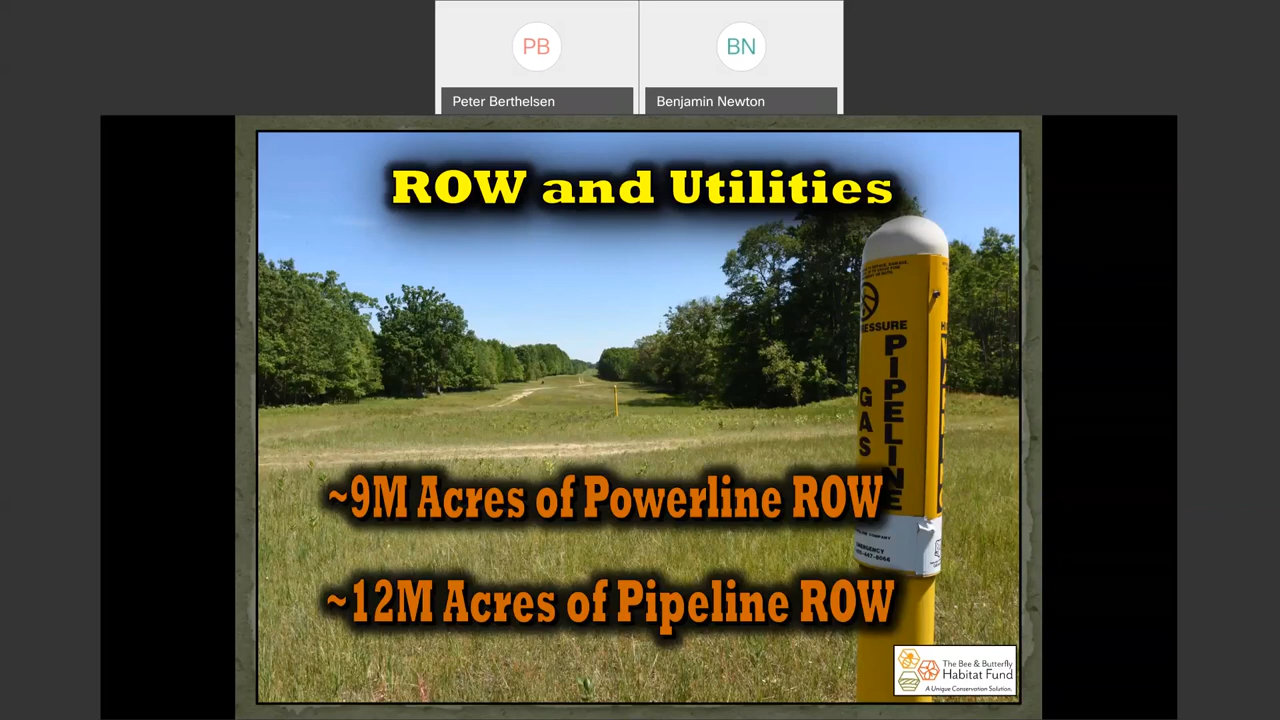 PB
BN
Peter Berthelsen
Benjamin Newton
ROW and Utilities
PIPELINE
GAS
~9M Acres of Powerline ROW
EMERGENCY
~12M Acres of Pipeline ROW
The Bee & Butterfly
Habitat Fund
A Unique Conservation Solution.